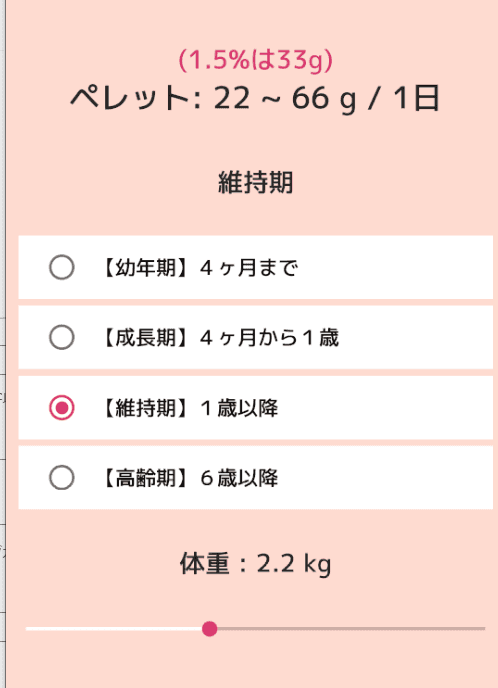 (1.5%は33g)
ペレット: 22 ~ 66 g / 1日
維持期
【幼年期】４ヶ月まで
【成長期】４ヶ月から１歳
【維持期】１歳以降
【高齢期】６歳以降
体重：2.2 kg